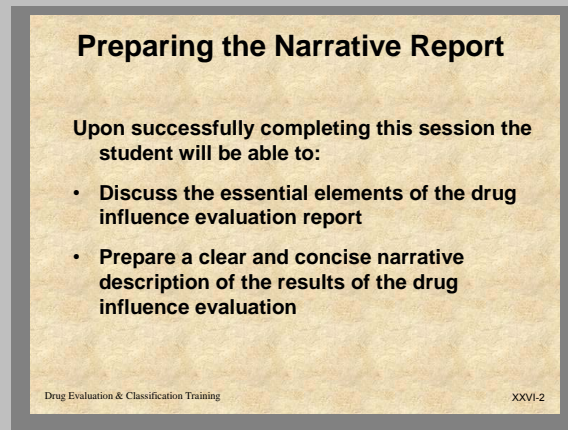 Preparing the Narrative Report
Upon successfully completing this session the
student will be able to:
• Discuss the essential elements of the drug
influence evaluation report
• Prepare a clear and concise narrative
description of the results of the drug
influence evaluation
Drug Evaluation & Classification Training
XXVI-2